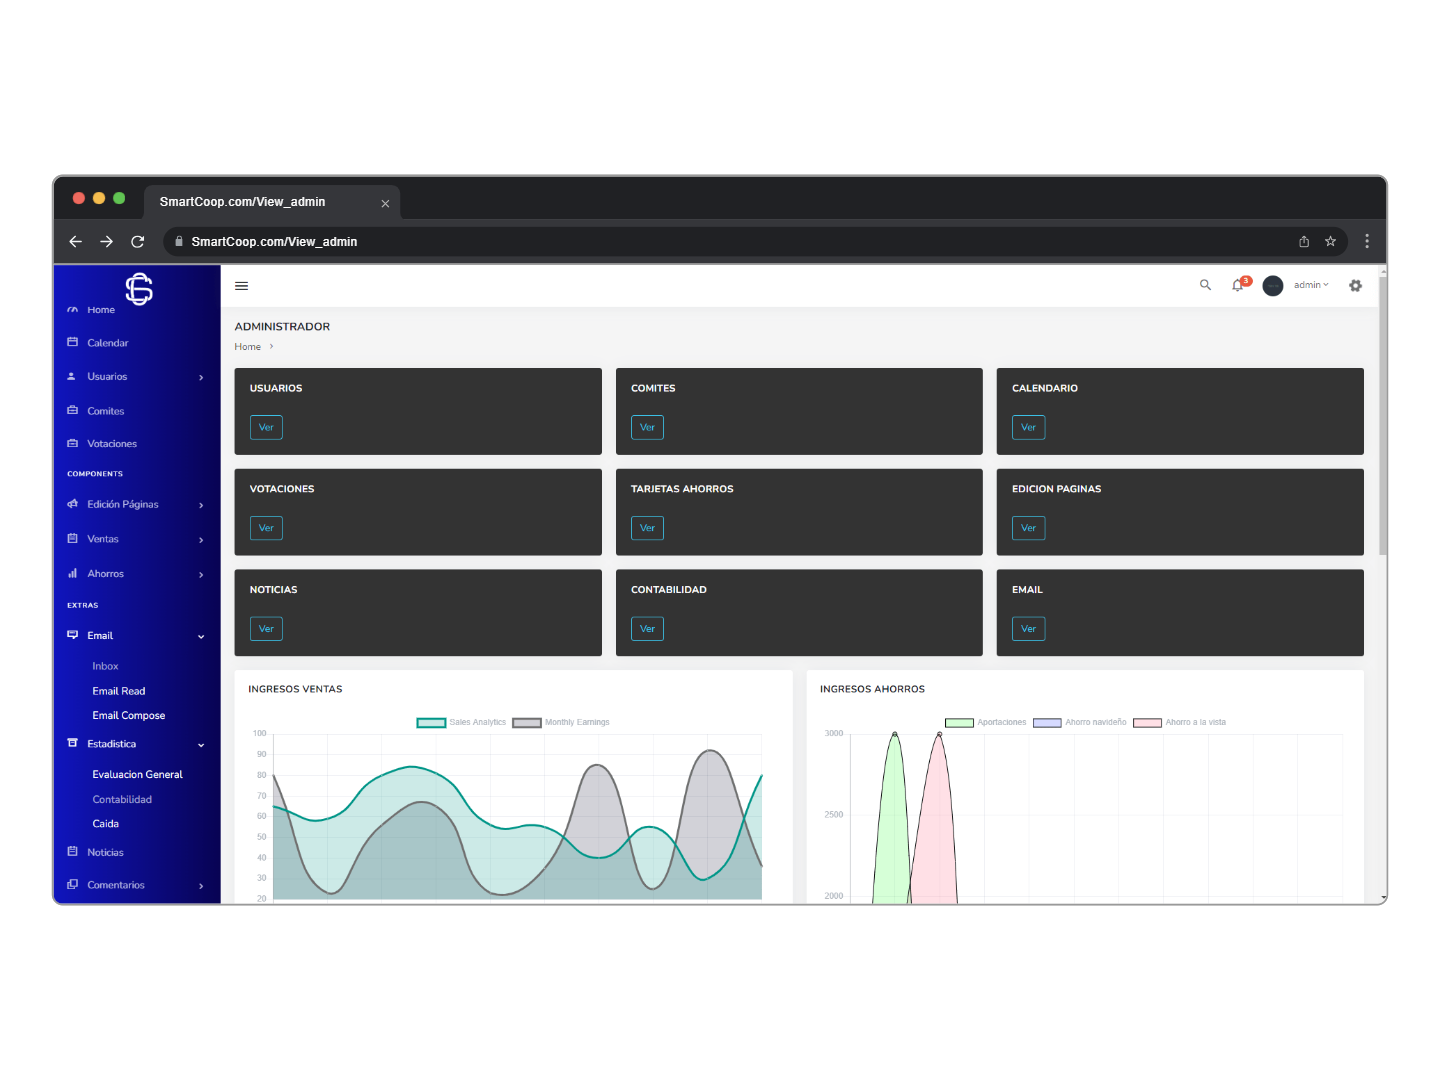 SmartCoop.com/View_admin
SmartCoop.com/View_admin
Home
Calendar
Usuarios
Comites
Votaciones
COMPONENTS
Edición Páginas
Ventas
Ahorros
EXTRAS
Email
Inbox
Email Read
Email Compose
Estadistica
Evaluacion General
Contabilidad
Caida
Noticias
Comentarios
3
admin
ADMINISTRADOR
Home
USUARIOS
Ver
COMITES
Ver
CALENDARIO
Ver
VOTACIONES
Ver
TARJETAS AHORROS
Ver
EDICION PAGINAS
Ver
NOTICIAS
Ver
CONTABILIDAD
Ver
EMAIL
Ver
INGRESOS VENTAS
Sales Analytics
Monthly Earnings
100
90
80
70
60
50
40
30
20
INGRESOS AHORROS
Aportaciones
Ahorro navideño
Ahorro a la vista
3000
2500
2000